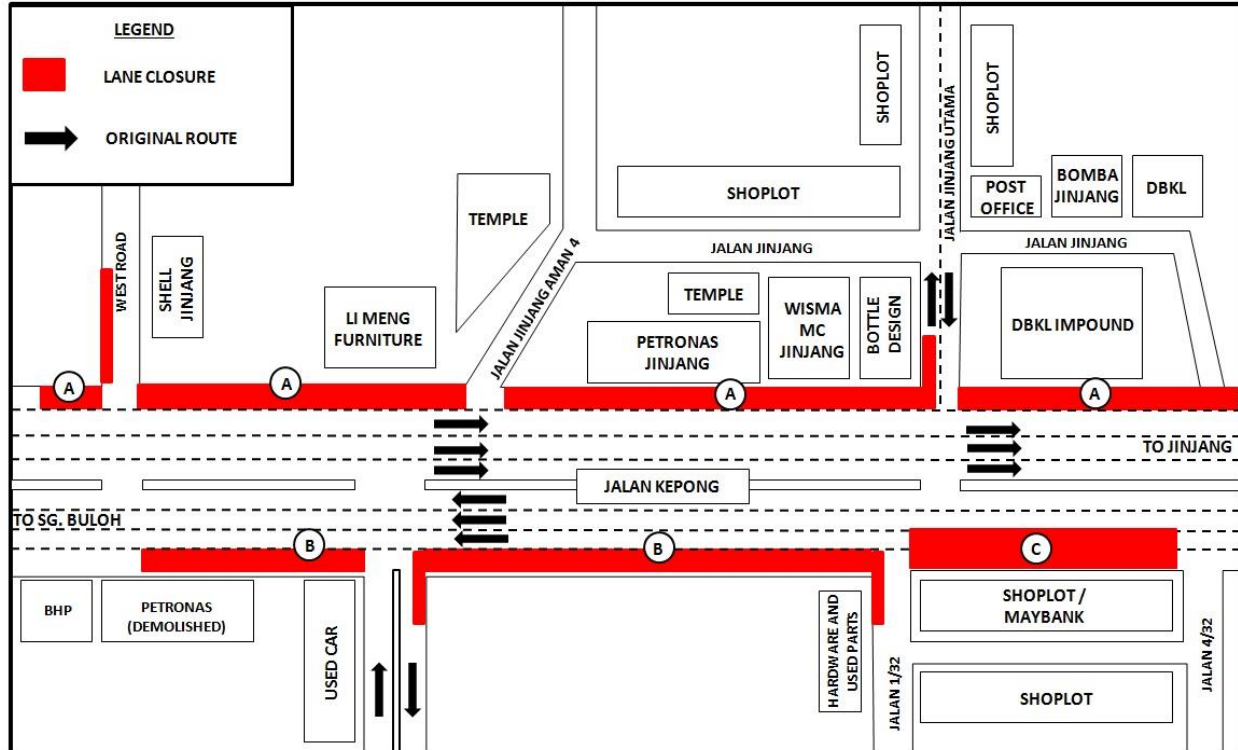 LEGEND
LANE CLOSURE
ORIGINAL ROUTE
SHOPLOT
JALAN JINJANG UTAMA
SHOPLOT
POST
OFFICE
BOMBA
JINJANG
DBKL
SHOPLOT
TEMPLE
WEST ROAD
SHELL
JINJANG
LI MENG
FURNITURE
JALAN JINJANG AMAN 4
JALAN JINJANG
JALAN JINJANG
TEMPLE
PETRONAS
JINJANG
WISMA
MC
JINJANG
BOTTLE
DESIGN
DBKL IMPOUND
A
A
A
A
TO JINJANG
JALAN KEPONG
TO SG. BULOH
B
B
C
BHP
PETRONAS
(DEMOLISHED)
USED CAR
HARDWARE AND
USED PARTS
JALAN 1/32
SHOPLOT /
MAYBANK
JALAN 4/32
SHOPLOT